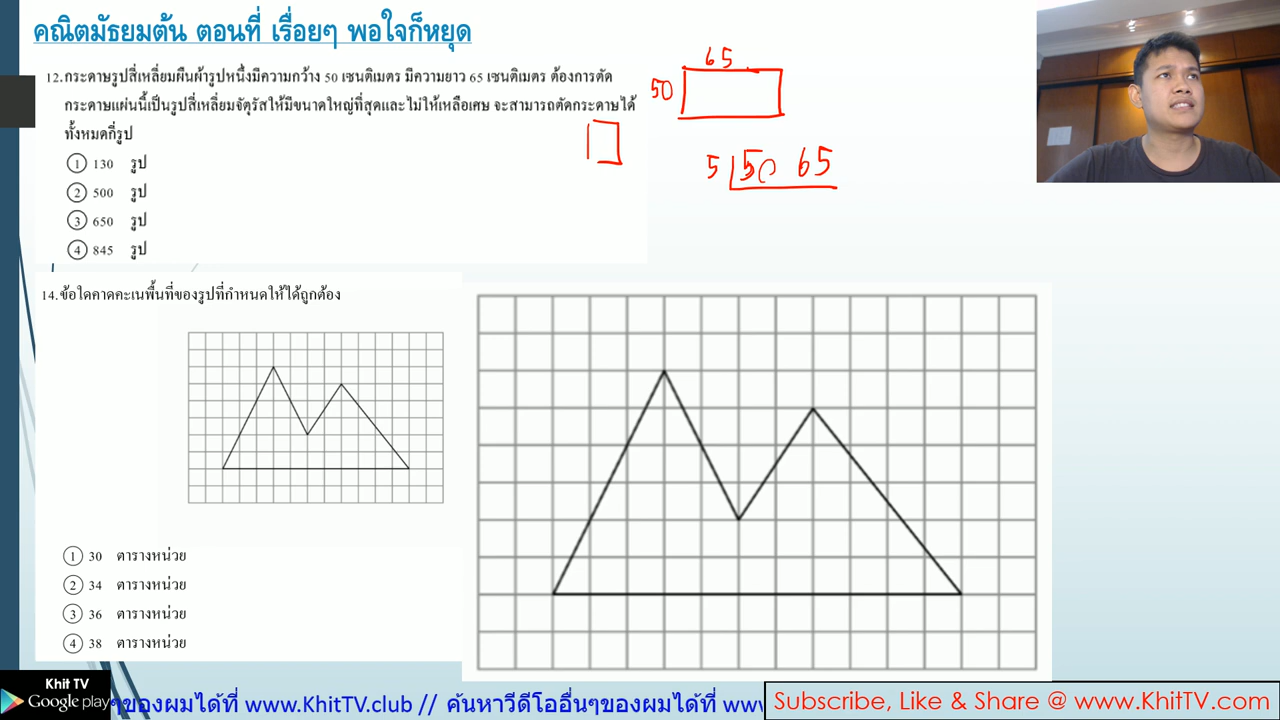 คณิตมัธยมต้น ตอนที่ เรื่อยๆ พอใจก็หยุด
12.กระดาษรูปสี่เหลี่ยมผืนผ้ารูปหนึ่งมีความกว้าง 50 เซนติเมตร มีความยาว 65 เซนติเมตร ต้องการตัด
กระดาษแผ่นนี้เป็นรูปสี่เหลี่ยมจัตุรัสให้มีขนาดใหญ่ที่สุดและไม่ให้เหลือเศษ จะสามารถตัดกระดาษได้
ทั้งหมดกี่รูป
1 130 รูป
2 500 รูป
3 650 รูป
4 845 รูป
65
50
5 50 65
14.ข้อใดคาดคะเนพื้นที่ของรูปที่กำหนดให้ได้ถูกต้อง
1 30 ตารางหน่วย
2 34 ตารางหน่วย
3 36 ตารางหน่วย
4 38 ตารางหน่วย
Khit TV
Google play
ๆของผมได้ที่ www.KhitTV.club // ค้นหาวีดีโออื่นๆของผมได้ที่ www
Subscribe, Like & Share @ www.KhitTV.com